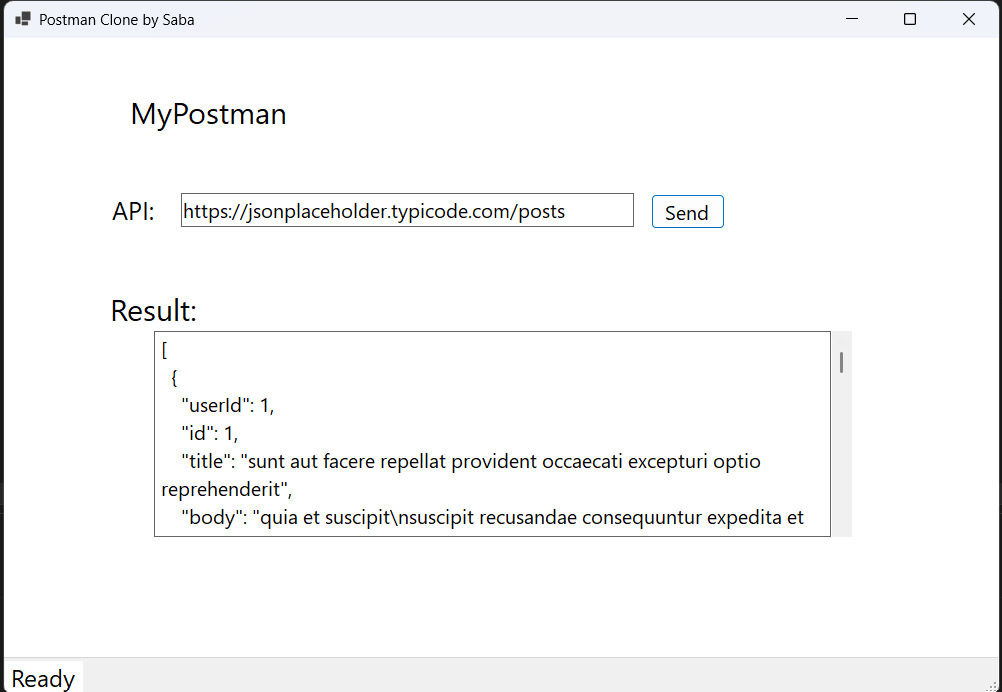 Postman Clone by Saba
MyPostman
API: https://jsonplaceholder.typicode.com/posts Send
Result:
[
  {
    "userId": 1,
    "id": 1,
    "title": "sunt aut facere repellat provident occaecati excepturi optio
reprehenderit",
    "body": "quia et suscipit\nsuscipit recusandae consequuntur expedita et
Ready